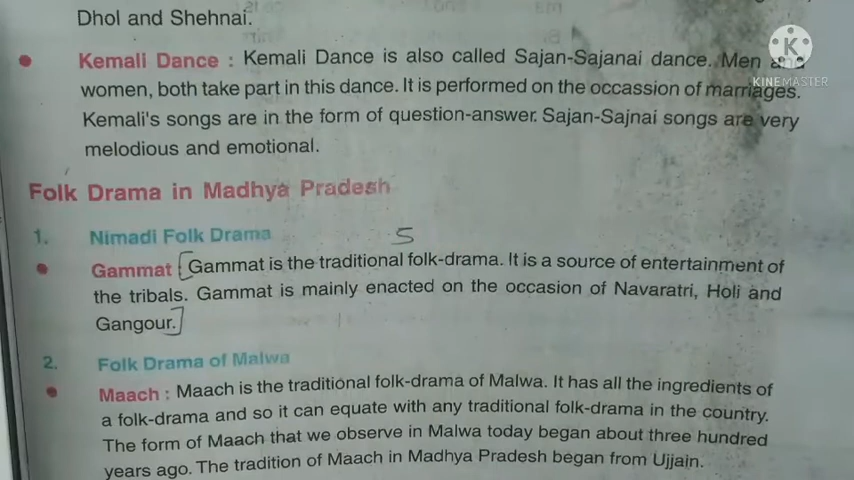 Dhol and Shehnai.
Kemali Dance : Kemali Dance is also called Sajan-Sajanai dance. Men and
KINEMASTER
women, both take part in this dance. It is performed on the occassion of marriages.
Kemali's songs are in the form of question-answer. Sajan-Sajnai songs are very
melodious and emotional.
Folk Drama in Madhya Pradesh
1. Nimadi Folk Drama 5
Gammat : Gammat is the traditional folk-drama. It is a source of entertainment of
the tribals. Gammat is mainly enacted on the occasion of Navaratri, Holi and
Gangour.
2. Folk Drama of Malwa
Maach : Maach is the traditional folk-drama of Malwa. It has all the ingredients of
a folk-drama and so it can equate with any traditional folk-drama in the country.
The form of Maach that we observe in Malwa today began about three hundred
years ago. The tradition of Maach in Madhya Pradesh began from Ujjain.